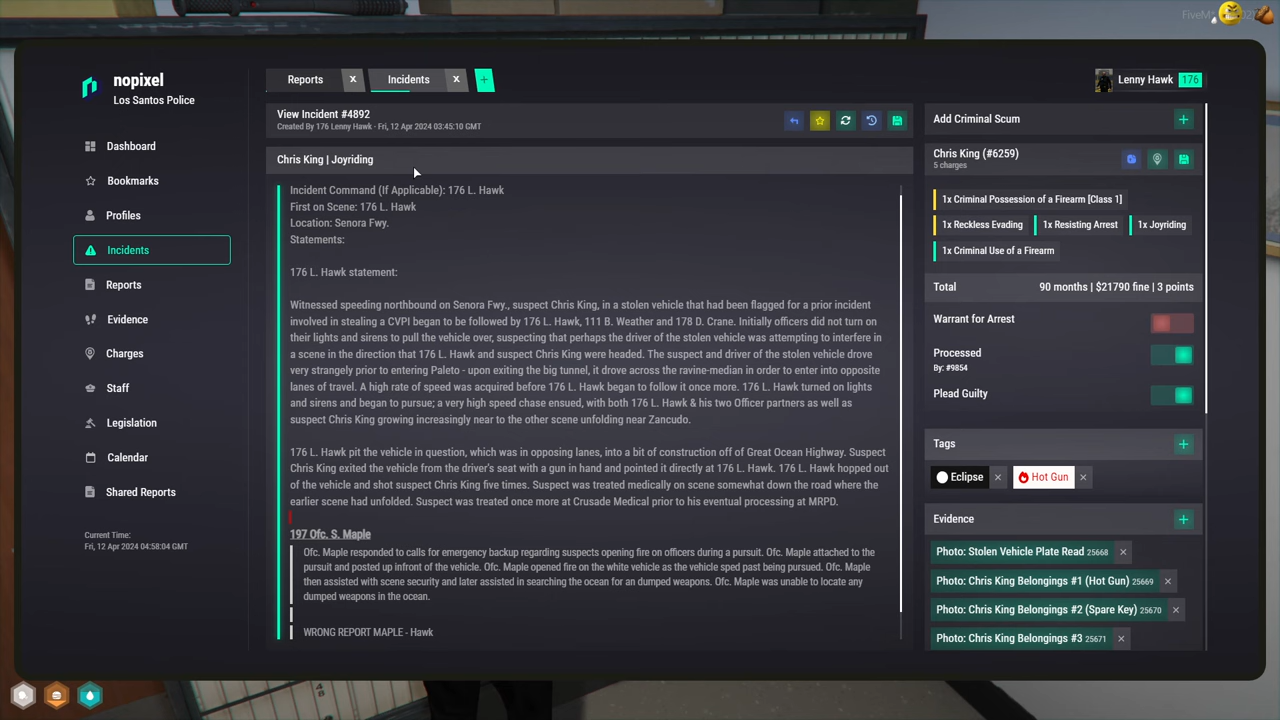 FiveM
nopixel
Los Santos Police
Dashboard
Bookmarks
Profiles
Incidents
Reports
Evidence
Charges
Staff
Legislation
Calendar
Shared Reports
Current Time:
Fri, 12 Apr 2024 04:58:04 GMT
Reports x Incidents x +
Lenny Hawk 176
View Incident #4892
Created By 176 Lenny Hawk - Fri, 12 Apr 2024 03:45:10 GMT
Chris King | Joyriding
Incident Command (If Applicable): 176 L. Hawk
First on Scene: 176 L. Hawk
Location: Senora Fwy.
Statements:
176 L. Hawk statement:
Witnessed speeding northbound on Senora Fwy., suspect Chris King, in a stolen vehicle that had been flagged for a prior incident
involved in stealing a CVPI began to be followed by 176 L. Hawk, 111 B. Weather and 178 D. Crane. Initially officers did not turn on
their lights and sirens to pull the vehicle over, suspecting that perhaps the driver of the stolen vehicle was attempting to interfere in
a scene in the direction that 176 L. Hawk and suspect Chris King were headed. The suspect and driver of the stolen vehicle drove
very strangely prior to entering Paleto - upon exiting the big tunnel, it drove across the ravine-median in order to enter into opposite
lanes of travel. A high rate of speed was acquired before 176 L. Hawk began to follow it once more. 176 L. Hawk turned on lights
and sirens and began to pursue; a very high speed chase ensued, with both 176 L. Hawk & his two Officer partners as well as
suspect Chris King growing increasingly near to the other scene unfolding near Zancudo.
176 L. Hawk pit the vehicle in question, which was in opposing lanes, into a bit of construction off of Great Ocean Highway. Suspect
Chris King exited the vehicle from the driver's seat with a gun in hand and pointed it directly at 176 L. Hawk. 176 L. Hawk hopped out
of the vehicle and shot suspect Chris King five times. Suspect was treated medically on scene somewhat down the road where the
earlier scene had unfolded. Suspect was treated once more at Crusade Medical prior to his eventual processing at MRPD.
197 Ofc. S. Maple
Ofc. Maple responded to calls for emergency backup regarding suspects opening fire on officers during a pursuit. Ofc. Maple attached to the
pursuit and posted up infront of the vehicle. Ofc. Maple opened fire on the white vehicle as the vehicle sped past being pursued. Ofc. Maple
then assisted with scene security and later assisted in searching the ocean for an dumped weapons. Ofc. Maple was unable to locate any
dumped weapons in the ocean.
WRONG REPORT MAPLE - Hawk
Add Criminal Scum +
Chris King (#6259)
5 charges
1x Criminal Possession of a Firearm [Class 1]
1x Reckless Evading 1x Resisting Arrest 1x Joyriding
1x Criminal Use of a Firearm
Total 90 months | $21790 fine | 3 points
Warrant for Arrest
Processed
By: #9854
Plead Guilty
Tags +
Eclipse x Hot Gun x
Evidence +
Photo: Stolen Vehicle Plate Read 25668 x
Photo: Chris King Belongings #1 (Hot Gun) 25669 x
Photo: Chris King Belongings #2 (Spare Key) 25670 x
Photo: Chris King Belongings #3 25671 x